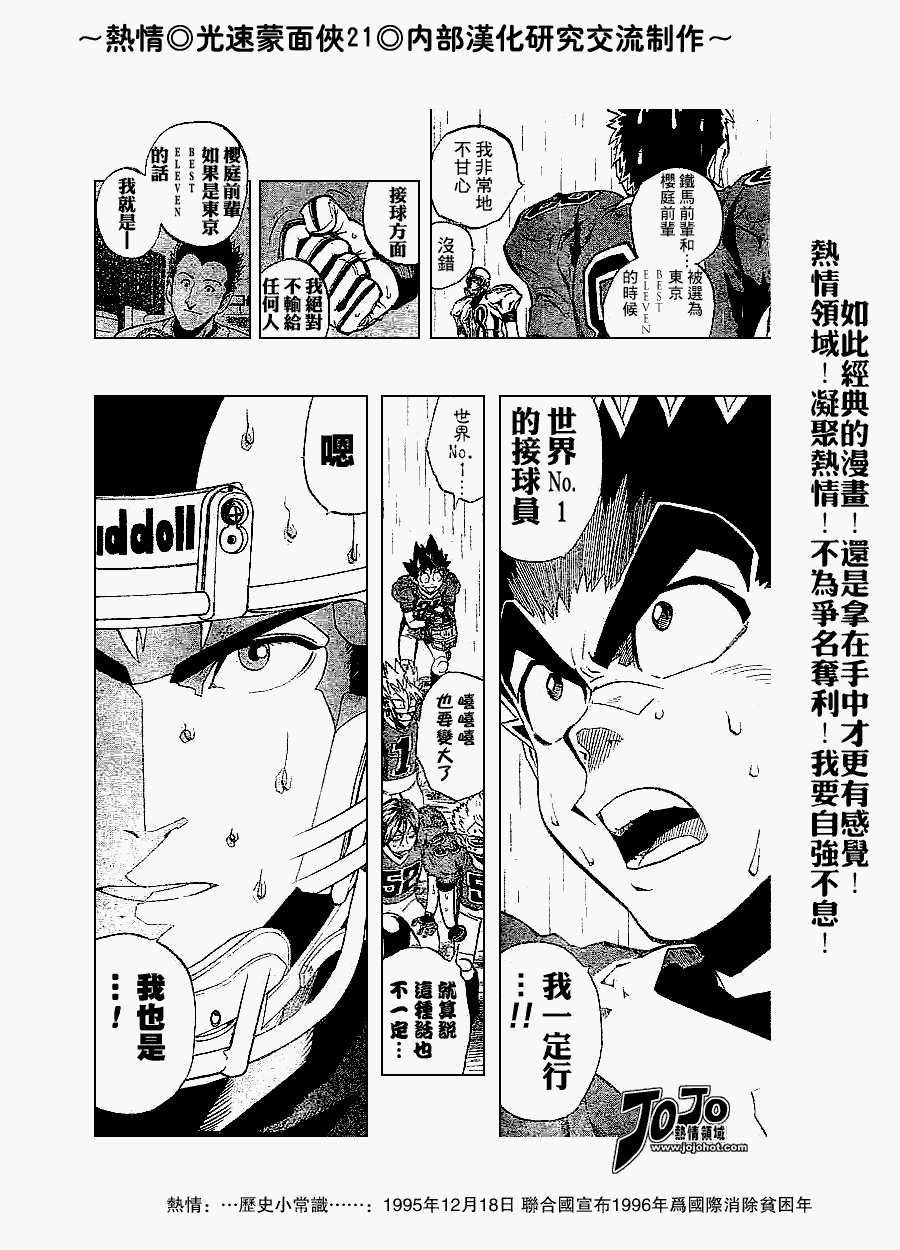 ～熱情◎光速蒙面俠21◎内部漢化研究交流制作～
鐵馬前輩和…
櫻庭前輩
被選為
東京
BEST
ELEVEN
的時候
我非常地
不甘心
沒錯
接球方面
我絕對
不輸給
任何人
櫻庭前輩
如果是東京
BEST
ELEVEN
的話
我就是—
世界No.1
的接球員
我一定行
…!!
世界
No.
1…
嘻嘻嘻
也要變大了
就算說
這種話也
不一定…
嗯
uddoll
1
52
5
我也是
…！
如此經典的漫畫！還是拿在手中才更有感覺！
熱情領域！凝聚熱情！不為爭名奪利！我要自強不息！
JOJO
熱情領域
www.jojohot.com
熱情：…歷史小常識……：1995年12月18日 聯合國宣布1996年爲國際消除貧困年